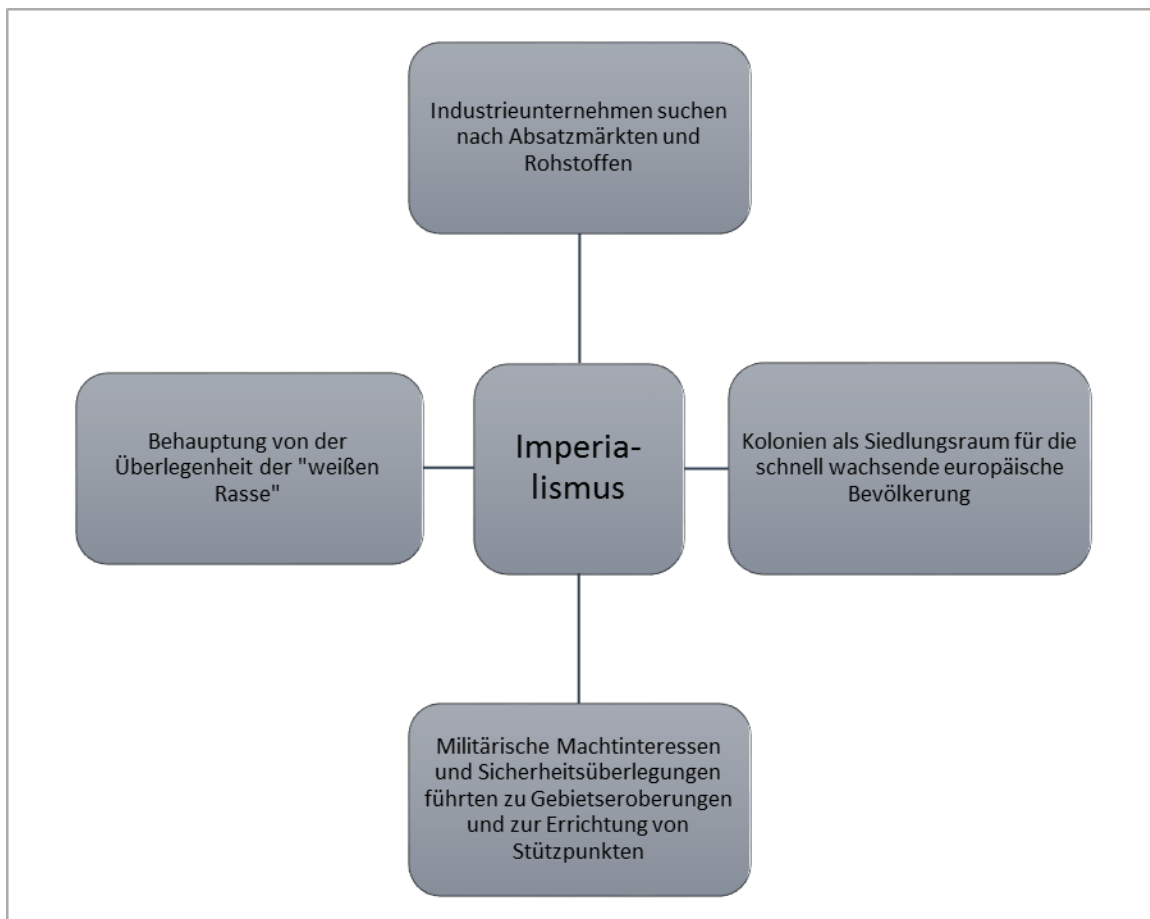 Industrieunternehmen suchen
nach Absatzmärkten und
Rohstoffen
Behauptung von der
Überlegenheit der "weißen
Rasse"
Imperia-
lismus
Kolonien als Siedlungsraum für die
schnell wachsende europäische
Bevölkerung
Militärische Machtinteressen
und Sicherheitsüberlegungen
führten zu Gebietseroberungen
und zur Errichtung von
Stützpunkten